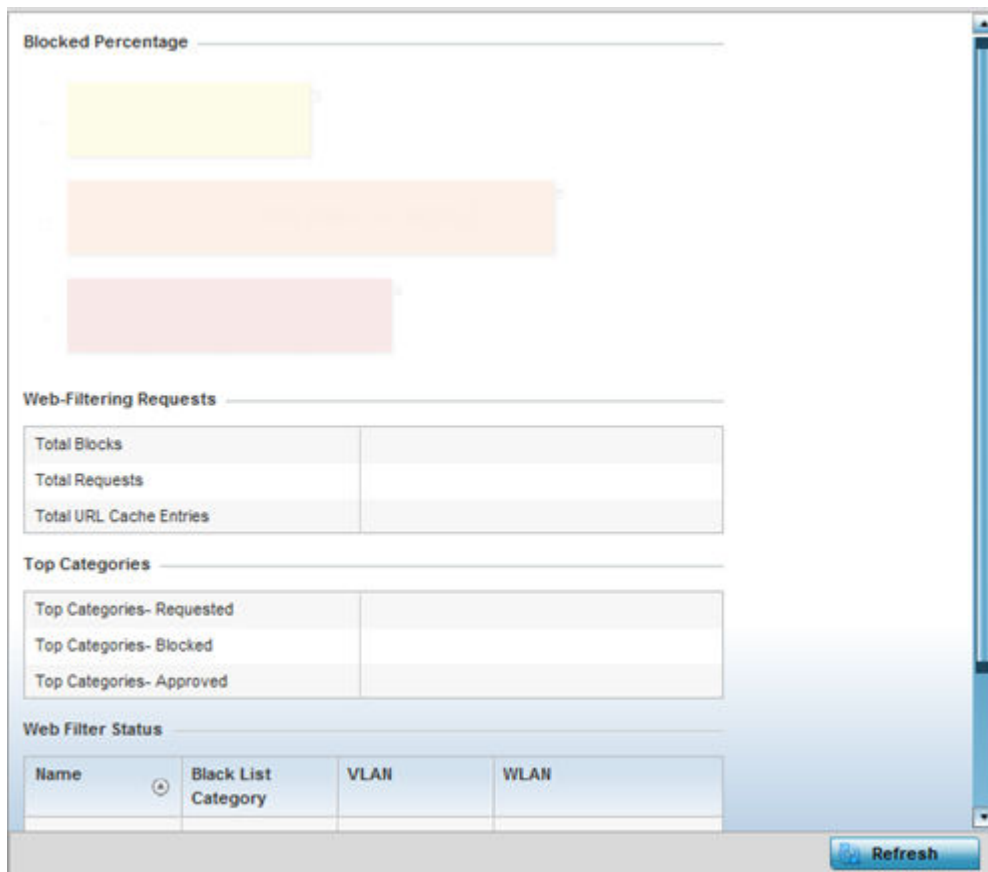 Blocked Percentage
Web-Filtering Requests
Total Blocks
Total Requests
Total URL Cache Entries
Top Categories
Top Categories- Requested
Top Categories- Blocked
Top Categories- Approved
Web Filter Status
Name
Black List Category
VLAN
WLAN
Refresh